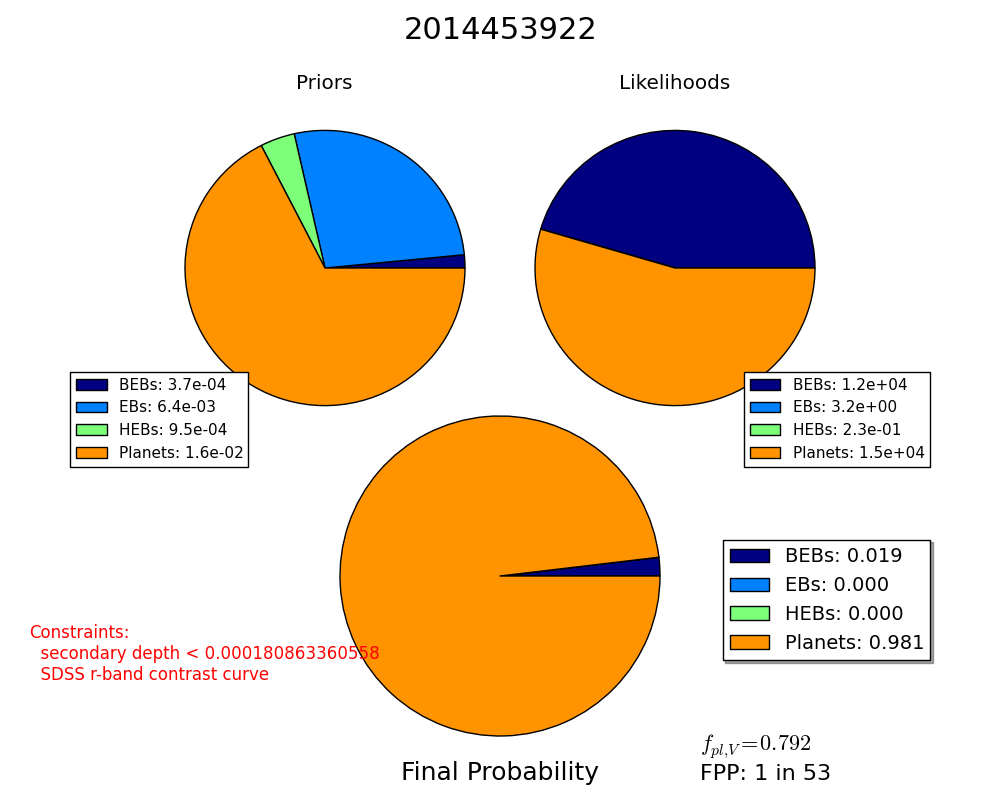 2014453922
Priors
Likelihoods
BEBs: 3.7e-04
EBs: 6.4e-03
HEBs: 9.5e-04
Planets: 1.6e-02
BEBs: 1.2e+04
EBs: 3.2e+00
HEBs: 2.3e-01
Planets: 1.5e+04
BEBs: 0.019
EBs: 0.000
HEBs: 0.000
Planets: 0.981
Constraints:
secondary depth < 0.000180863360558
SDSS r-band contrast curve
f_{pl,V}=0.792
Final Probability
FPP: 1 in 53